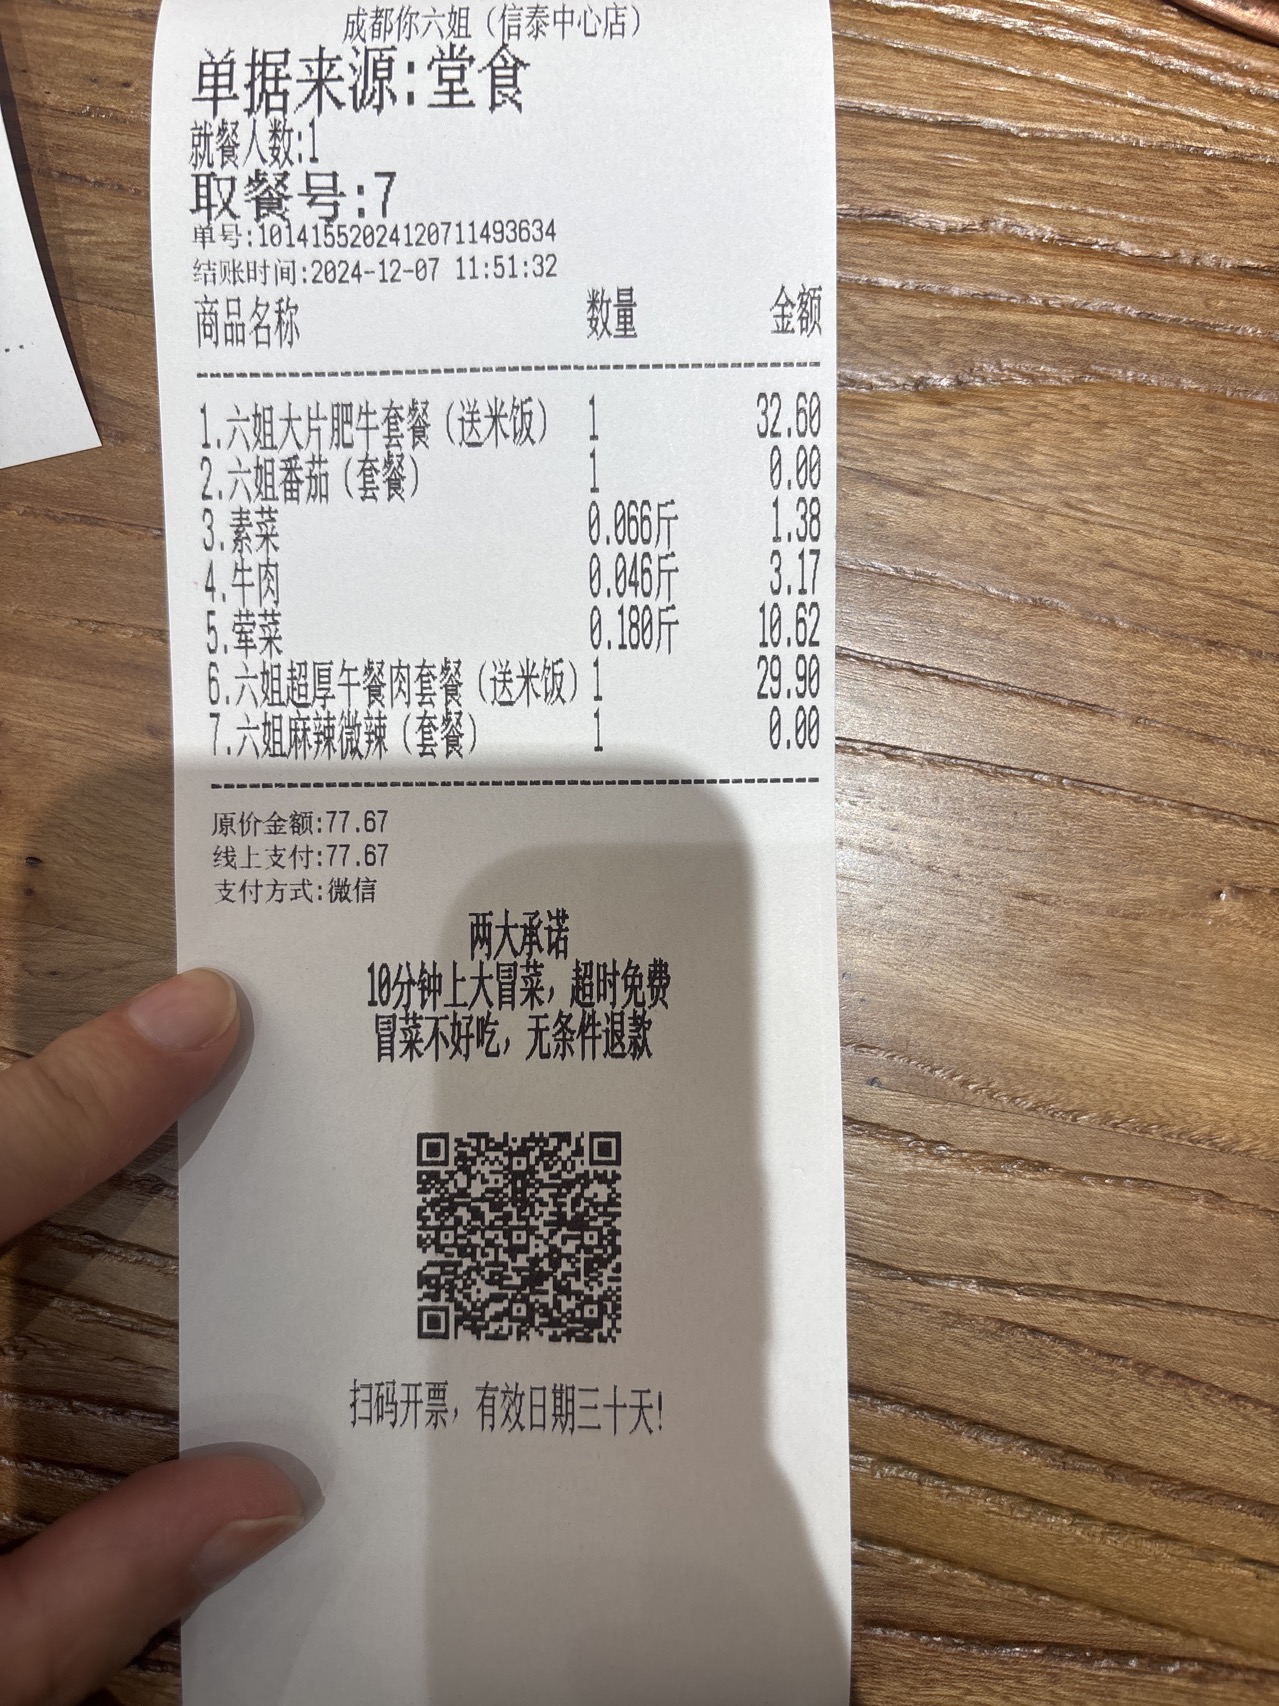 成都你六姐（信泰中心店）
单据来源:堂食
就餐人数:1
取餐号:7
单号:10141552024120711493634
结账时间:2024-12-07 11:51:32
商品名称 数量 金额
1.六姐大片肥牛套餐（送米饭） 1 32.60
2.六姐番茄（套餐） 1 0.00
3.素菜 0.066斤 1.38
4.牛肉 0.046斤 3.17
5.荤菜 0.180斤 10.62
6.六姐超厚午餐肉套餐（送米饭） 1 29.90
7.六姐麻辣微辣（套餐） 1 0.00
原价金额:77.67
线上支付:77.67
支付方式:微信
两大承诺
10分钟上大冒菜，超时免费
冒菜不好吃，无条件退款
扫码开票，有效日期三十天!